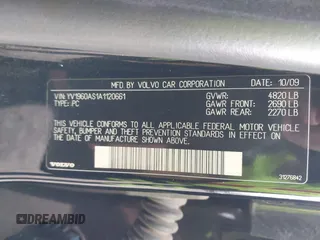 MFD. BY VOLVO CAR CORPORATION 10/09
VIN: YV1960AS1A1120661 GVWR: 4820 LB
TYPE: PC GAWR FRONT: 2690 LB
GAWR REAR: 2270 LB
THIS VEHICLE CONFORMS TO ALL APPLICABLE FEDERAL MOTOR VEHICLE
SAFETY, BUMPER AND THEFT PREVENTION STANDARDS IN EFFECT ON THE
DATE OF MANUFACTURE SHOWN ABOVE.
VOLVO 31276842
DREAMBID